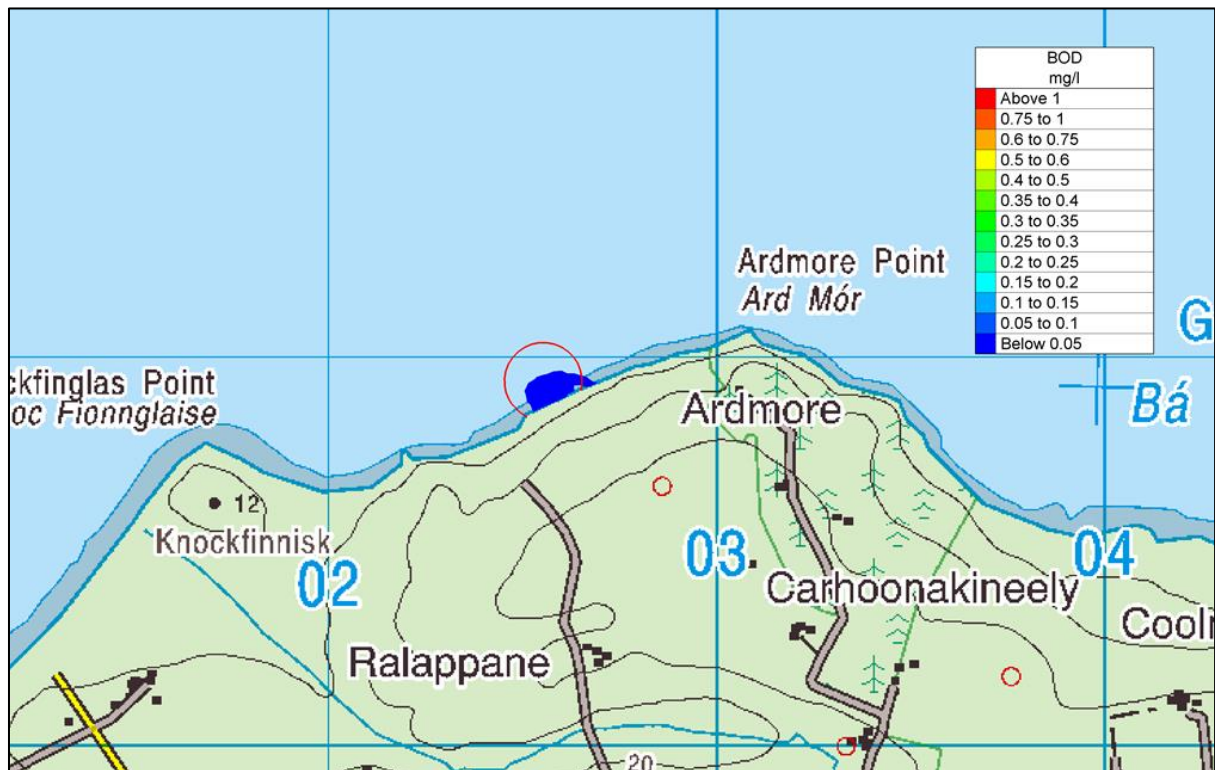 BOD
mg/l
Above 1
0.75 to 1
0.6 to 0.75
0.5 to 0.6
0.4 to 0.5
0.35 to 0.4
0.3 to 0.35
0.25 to 0.3
0.2 to 0.25
0.15 to 0.2
0.1 to 0.15
0.05 to 0.1
Below 0.05
Ardmore Point
Ard Mór
G
ckfinglas Point
oc Fionnglaise
Bá
Ardmore
12
Knockfinnisk
02
03
04
Carhoonakineely
Cooln
Ralappane
20